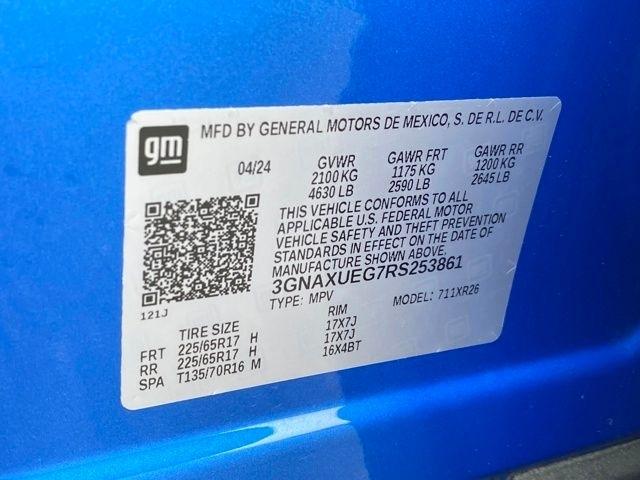 gm
MFD BY GENERAL MOTORS DE MEXICO, S. DE R.L. DE C.V.
04/24 GVWR GAWR FRT GAWR RR
2100 KG 1175 KG 1200 KG
4630 LB 2590 LB 2645 LB
THIS VEHICLE CONFORMS TO ALL
APPLICABLE U.S. FEDERAL MOTOR
VEHICLE SAFETY AND THEFT PREVENTION
STANDARDS IN EFFECT ON THE DATE OF
MANUFACTURE SHOWN ABOVE.
3GNAXUEG7RS253861
TYPE: MPV MODEL: 711XR26
121J
TIRE SIZE RIM
FRT 225/65R17 H 17X7J
RR 225/65R17 H 17X7J
SPA T135/70R16 M 16X4BT